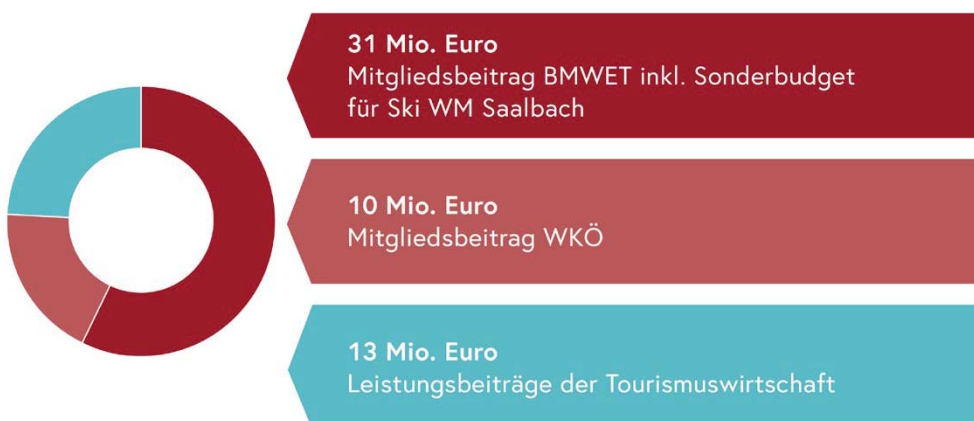 31 Mio. Euro
Mitgliedsbeitrag BMWET inkl. Sonderbudget
für Ski WM Saalbach
10 Mio. Euro
Mitgliedsbeitrag WKÖ
13 Mio. Euro
Leistungsbeiträge der Tourismuswirtschaft